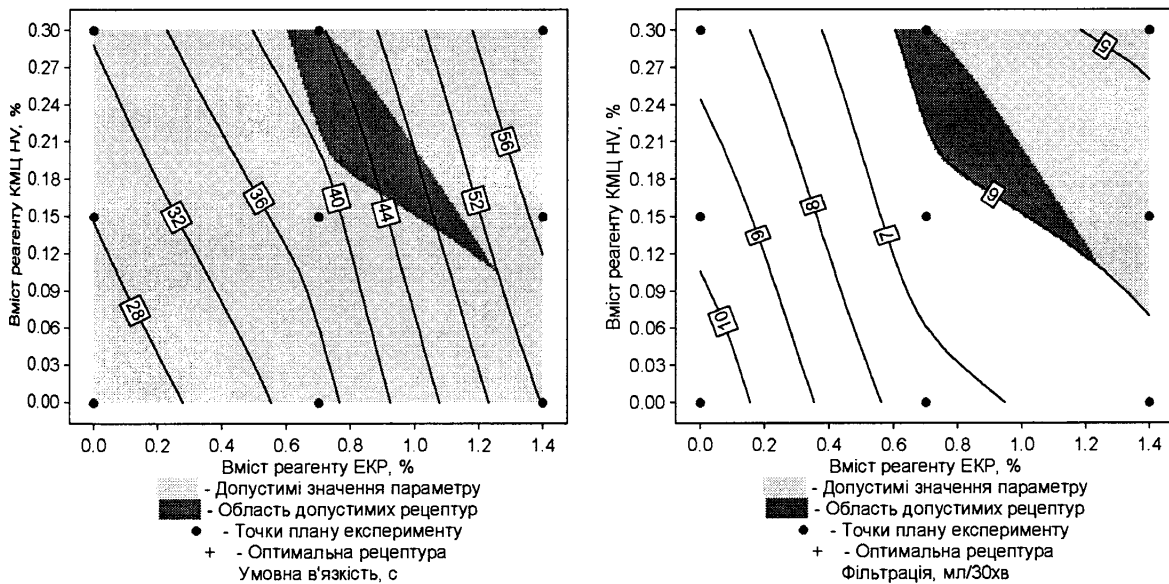 Вміст реагенту КМЦ HV, %
0.30
0.27
0.24
0.21
0.18
0.15
0.12
0.09
0.06
0.03
0.00
28
32
36
40
44
52
56
0.0 0.2 0.4 0.6 0.8 1.0 1.2 1.4
Вміст реагенту ЕКР, %
- Допустимі значення параметру
- Область допустимих рецептур
- Точки плану експерименту
+ - Оптимальна рецептура
Умовна в'язкість, с
Вміст реагенту КМЦ HV, %
0.30
0.27
0.24
0.21
0.18
0.15
0.12
0.09
0.06
0.03
0.00
10
9
8
7
6
5
0.0 0.2 0.4 0.6 0.8 1.0 1.2 1.4
Вміст реагенту ЕКР, %
- Допустимі значення параметру
- Область допустимих рецептур
- Точки плану експерименту
+ - Оптимальна рецептура
Фільтрація, мл/30хв